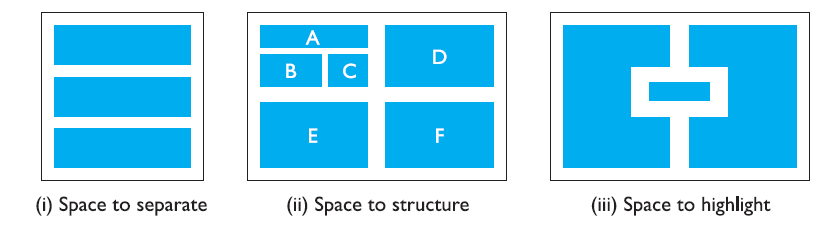 A
B
C
D
E
F
(i) Space to separate
(ii) Space to structure
(iii) Space to highlight